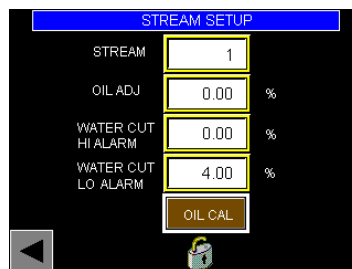 STREAM SETUP
STREAM 1
OIL ADJ 0.00 %
WATER CUT
HI ALARM 0.00 %
WATER CUT
LO ALARM 4.00 %
OIL CAL